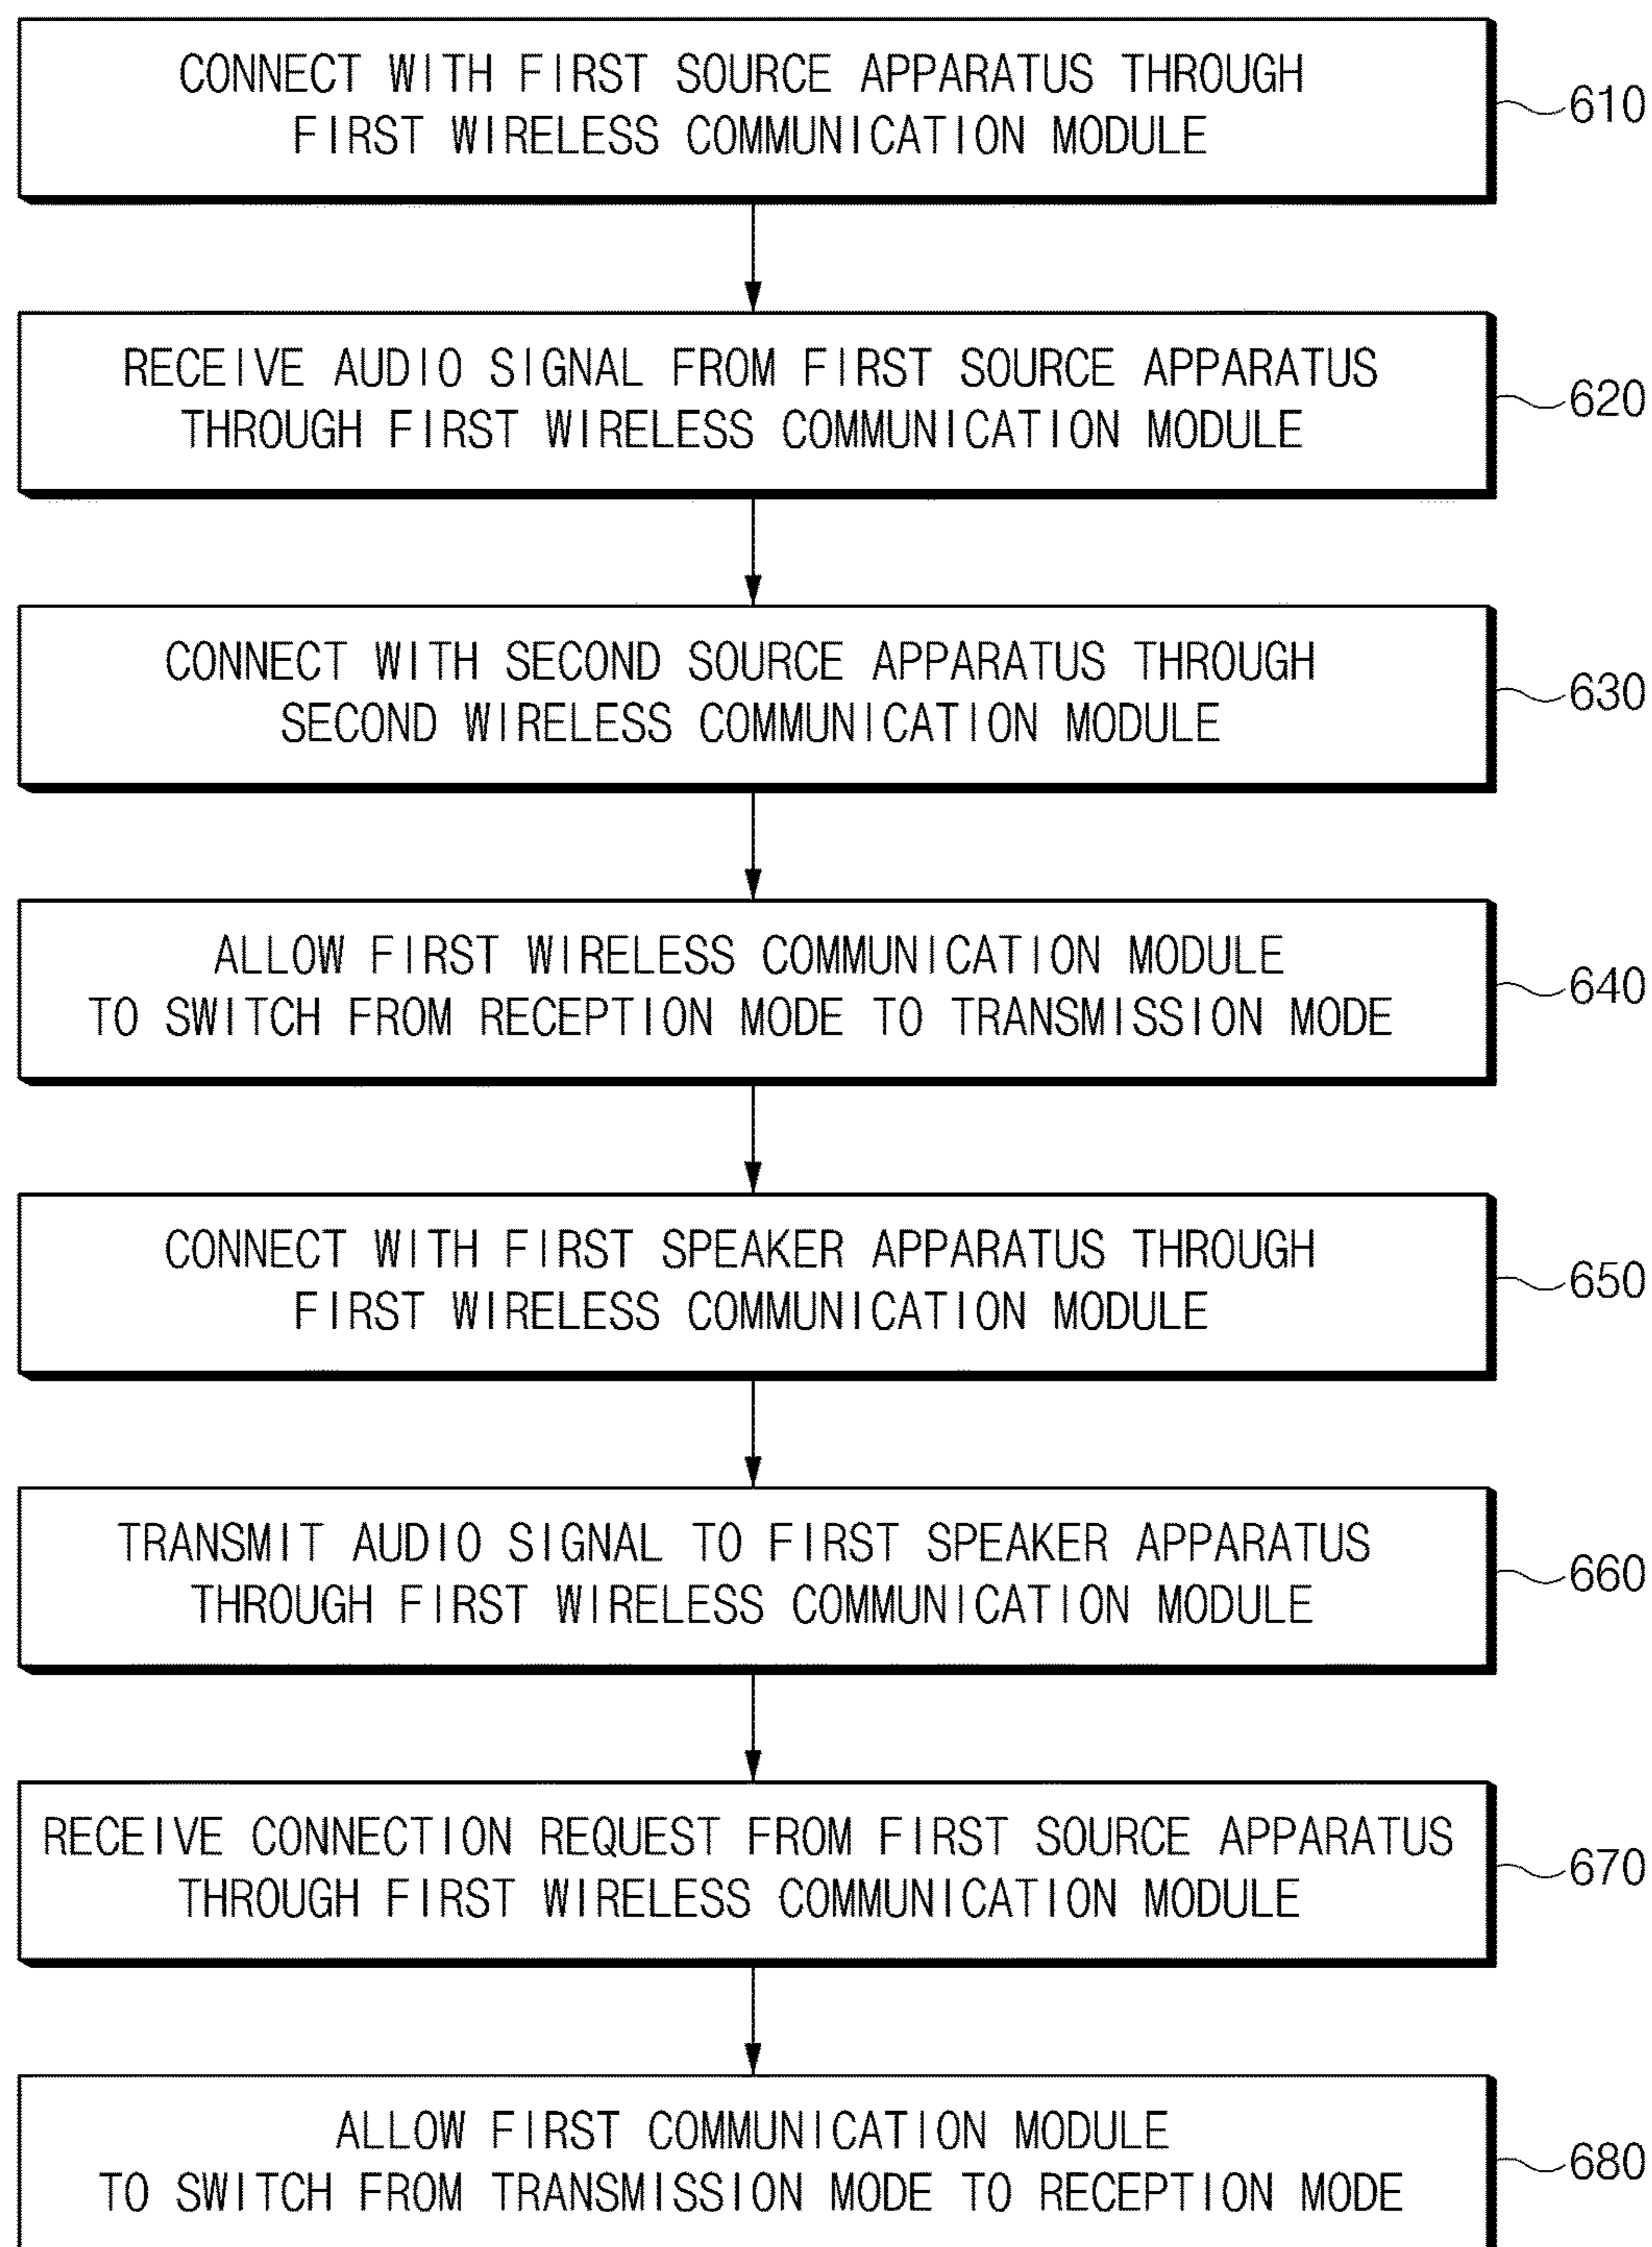 CONNECT WITH FIRST SOURCE APPARATUS THROUGH
FIRST WIRELESS COMMUNICATION MODULE
610
RECEIVE AUDIO SIGNAL FROM FIRST SOURCE APPARATUS
THROUGH FIRST WIRELESS COMMUNICATION MODULE
620
CONNECT WITH SECOND SOURCE APPARATUS THROUGH
SECOND WIRELESS COMMUNICATION MODULE
630
ALLOW FIRST WIRELESS COMMUNICATION MODULE
TO SWITCH FROM RECEPTION MODE TO TRANSMISSION MODE
640
CONNECT WITH FIRST SPEAKER APPARATUS THROUGH
FIRST WIRELESS COMMUNICATION MODULE
650
TRANSMIT AUDIO SIGNAL TO FIRST SPEAKER APPARATUS
THROUGH FIRST WIRELESS COMMUNICATION MODULE
660
RECEIVE CONNECTION REQUEST FROM FIRST SOURCE APPARATUS
THROUGH FIRST WIRELESS COMMUNICATION MODULE
670
ALLOW FIRST COMMUNICATION MODULE
TO SWITCH FROM TRANSMISSION MODE TO RECEPTION MODE
680